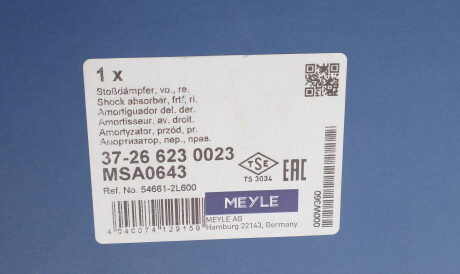 1 x
Stoßdämpfer, vo., re.
Shock absorber, frt!, ri.
Amortiguador del. der.
Amortisseur, av. droit.
Amortyzator, przód, pr.
Амортизатор, пер., прав.
37-26 623 0023
MSA0643
Ref. No. 54661-2L600
TSE
TS 3034
EAC
MEYLE
MEYLE AG
Hamburg 22143, Germany
4 040074 129159
000W360